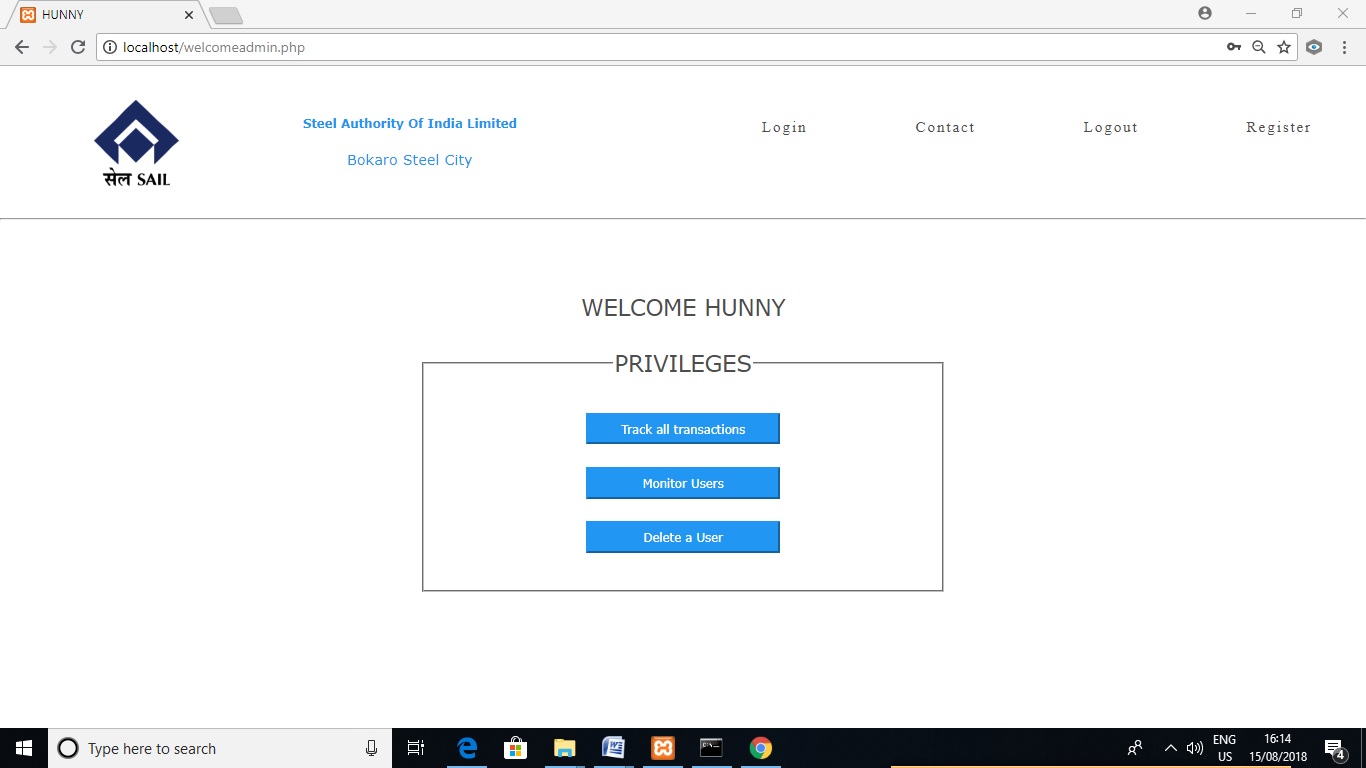 HUNNY
localhost/welcomeadmin.php
सेल SAIL
Steel Authority Of India Limited
Bokaro Steel City
Login
Contact
Logout
Register
WELCOME HUNNY
PRIVILEGES
Track all transactions
Monitor Users
Delete a User
Type here to search
ENG
US
16:14
15/08/2018
4